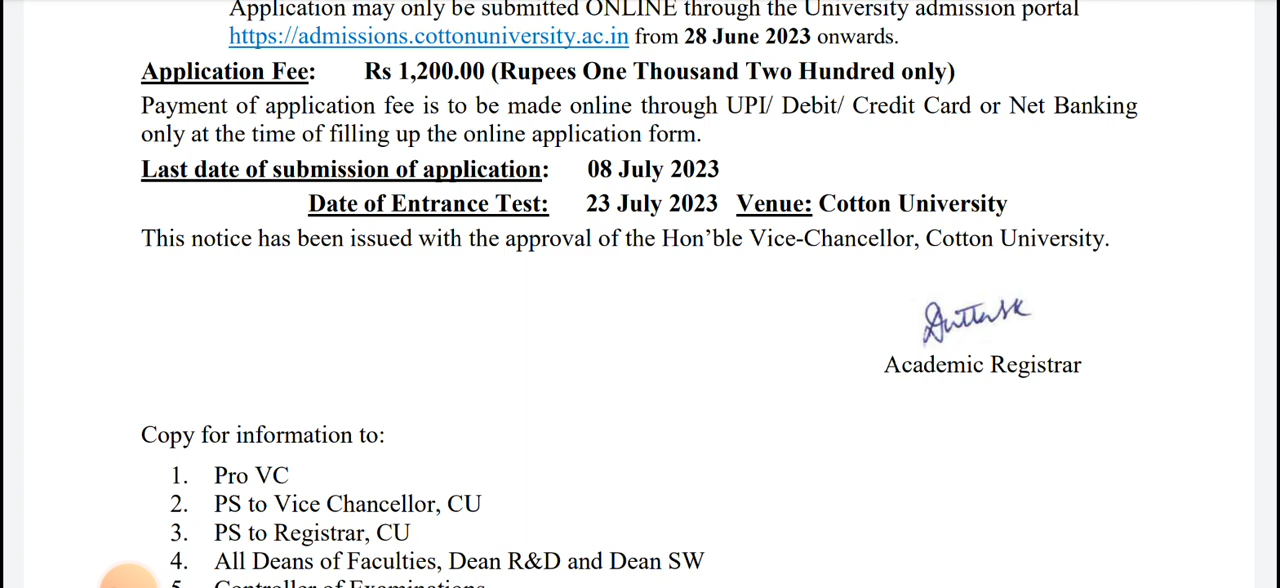 Application may only be submitted ONLINE through the University admission portal
https://admissions.cottonuniversity.ac.in from 28 June 2023 onwards.
Application Fee: Rs 1,200.00 (Rupees One Thousand Two Hundred only)
Payment of application fee is to be made online through UPI/ Debit/ Credit Card or Net Banking
only at the time of filling up the online application form.
Last date of submission of application: 08 July 2023
Date of Entrance Test: 23 July 2023 Venue: Cotton University
This notice has been issued with the approval of the Hon’ble Vice-Chancellor, Cotton University.
Academic Registrar
Copy for information to:
1. Pro VC
2. PS to Vice Chancellor, CU
3. PS to Registrar, CU
4. All Deans of Faculties, Dean R&D and Dean SW
5. Controller of Examinations